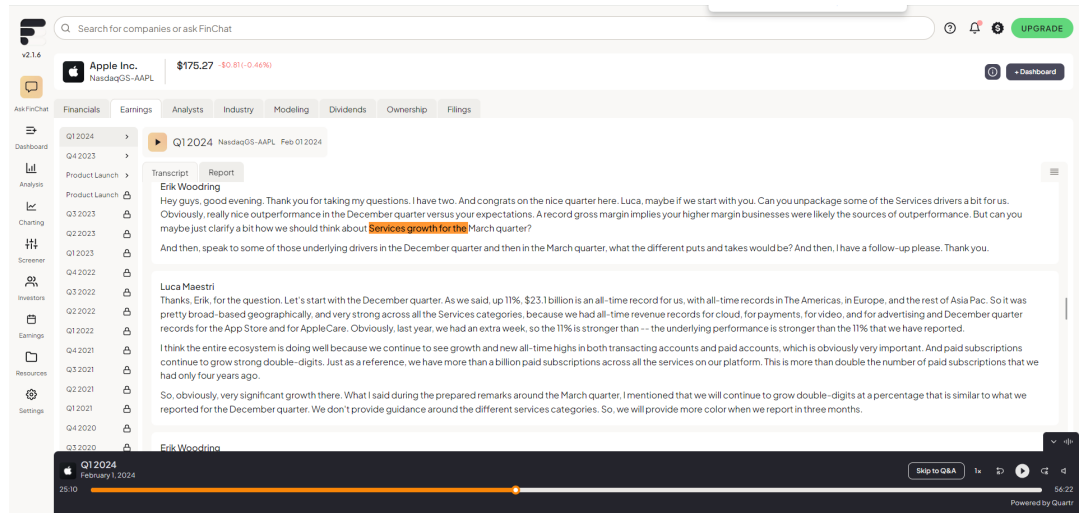 Search for companies or ask FinChat
UPGRADE
v2.1.6
Apple Inc.
NasdaqGS-AAPL
$175.27 -$0.81 (-0.46%)
+ Dashboard
Ask FinChat
Dashboard
Analysis
Charting
Screener
Investors
Earnings
Resources
Settings
Financials Earnings Analysts Industry Modeling Dividends Ownership Filings
Q1 2024
Q4 2023
Product Launch
Product Launch
Q3 2023
Q2 2023
Q1 2023
Q4 2022
Q3 2022
Q2 2022
Q1 2022
Q4 2021
Q3 2021
Q2 2021
Q1 2021
Q4 2020
Q3 2020
Q1 2024 NasdaqGS-AAPL Feb 01 2024
Transcript Report
Erik Woodring
Hey guys, good evening. Thank you for taking my questions. I have two. And congrats on the nice quarter here. Luca, maybe if we start with you. Can you unpackage some of the Services drivers a bit for us.
Obviously, really nice outperformance in the December quarter versus your expectations. A record gross margin implies your higher margin businesses were likely the sources of outperformance. But can you
maybe just clarify a bit how we should think about Services growth for the March quarter?
And then, speak to some of those underlying drivers in the December quarter and then in the March quarter, what the different puts and takes would be? And then, I have a follow-up please. Thank you.
Luca Maestri
Thanks, Erik, for the question. Let's start with the December quarter. As we said, up 11%, $23.1 billion is an all-time record for us, with all-time records in The Americas, in Europe, and the rest of Asia Pac. So it was
pretty broad-based geographically, and very strong across all the Services categories, because we had all-time revenue records for cloud, for payments, for video, and for advertising and December quarter
records for the App Store and for AppleCare. Obviously, last year, we had an extra week, so the 11% is stronger than -- the underlying performance is stronger than the 11% that we have reported.
I think the entire ecosystem is doing well because we continue to see growth and new all-time highs in both transacting accounts and paid accounts, which is obviously very important. And paid subscriptions
continue to grow strong double-digits. Just as a reference, we have more than a billion paid subscriptions across all the services on our platform. This is more than double the number of paid subscriptions that we
had only four years ago.
So, obviously, very significant growth there. What I said during the prepared remarks around the March quarter, I mentioned that we will continue to grow double-digits at a percentage that is similar to what we
reported for the December quarter. We don't provide guidance around the different services categories. So, we will provide more color when we report in three months.
Erik Woodring
Q1 2024
February 1, 2024
Skip to Q&A 1x
25:10
56:22
Powered by Quartr